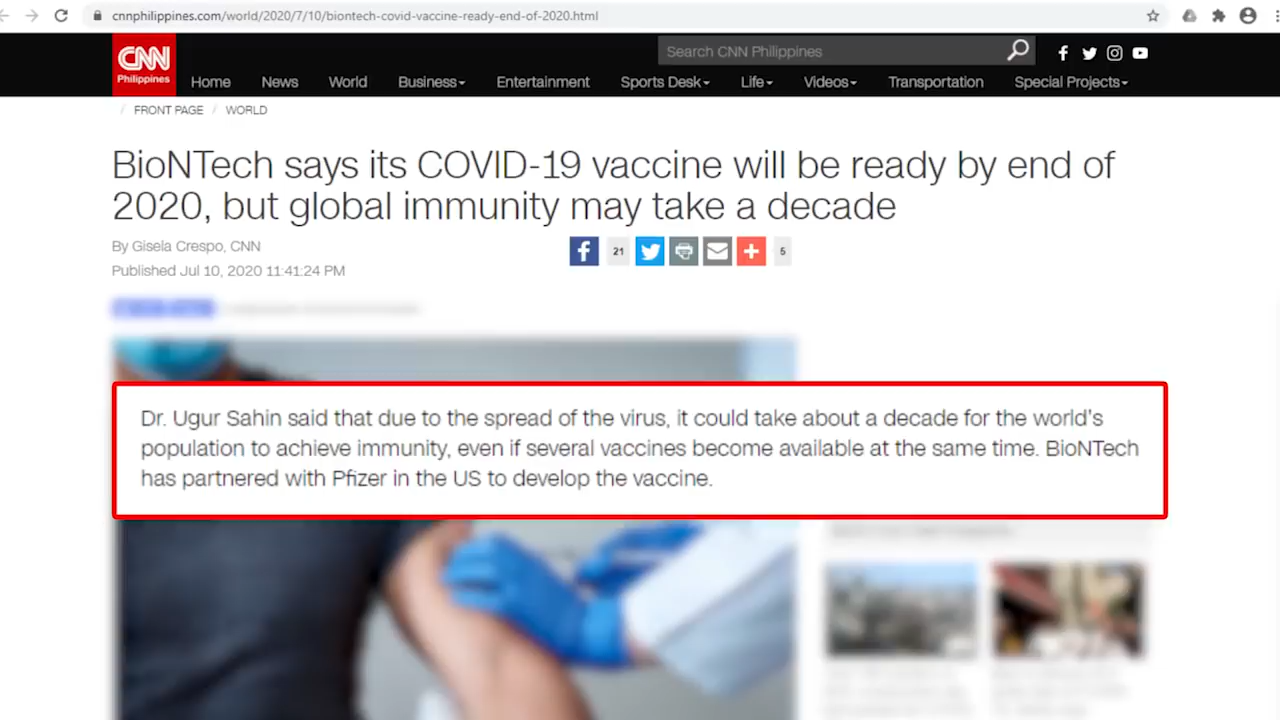 cnnphilippines.com/world/2020/7/10/biontech-covid-vaccine-ready-end-of-2020.html
CNN
Philippines
Search CNN Philippines
Home News World Business Entertainment Sports Desk Life Videos Transportation Special Projects
/ FRONT PAGE / WORLD
BioNTech says its COVID-19 vaccine will be ready by end of
2020, but global immunity may take a decade
By Gisela Crespo, CNN
Published Jul 10, 2020 11:41:24 PM
21
5
Dr. Ugur Sahin said that due to the spread of the virus, it could take about a decade for the world's
population to achieve immunity, even if several vaccines become available at the same time. BioNTech
has partnered with Pfizer in the US to develop the vaccine.